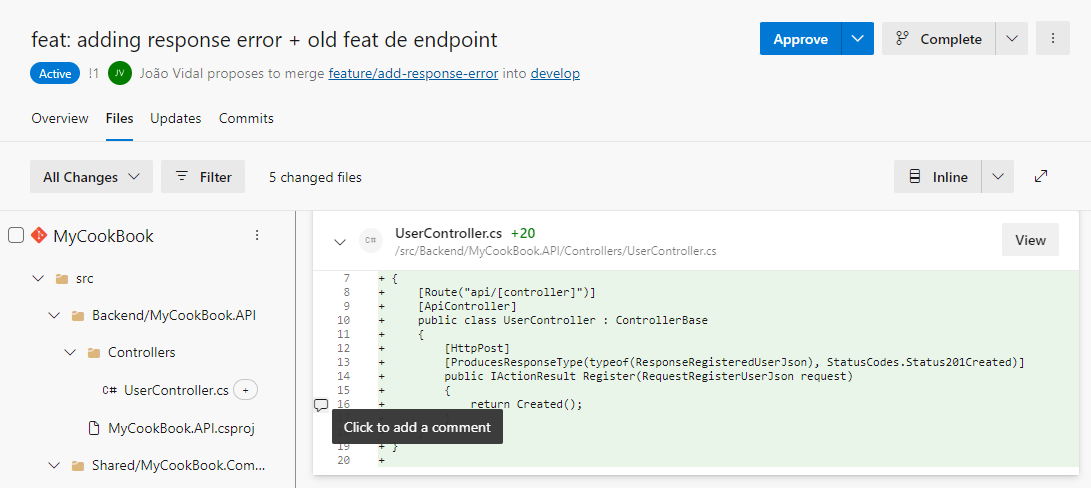 feat: adding response error + old feat de endpoint
Approve
Complete
Active !1 JV João Vidal proposes to merge feature/add-response-error into develop
Overview Files Updates Commits
All Changes Filter 5 changed files Inline
MyCookBook
src
Backend/MyCookBook.API
Controllers
C# UserController.cs +
MyCookBook.API.csproj
Shared/MyCookBook.Com...
C# UserController.cs +20
/src/Backend/MyCookBook.API/Controllers/UserController.cs
View
7 + {
8 + [Route("api/[controller]")]
9 + [ApiController]
10 + public class UserController : ControllerBase
11 + {
12 + [HttpPost]
13 + [ProducesResponseType(typeof(ResponseRegisteredUserJson), StatusCodes.Status201Created)]
14 + public IActionResult Register(RequestRegisterUserJson request)
15 + {
16 + return Created();
Click to add a comment
19 + }
20 +